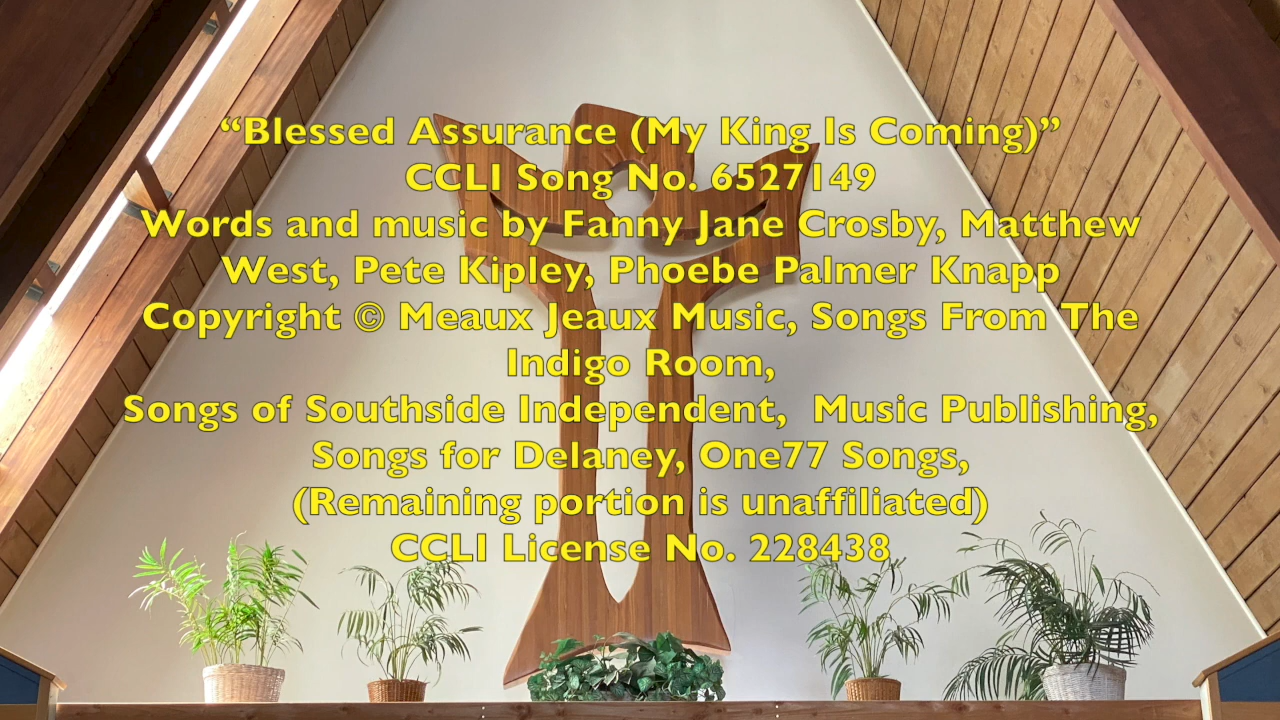 “Blessed Assurance (My King Is Coming)”
CCLI Song No. 6527149
Words and music by Fanny Jane Crosby, Matthew
West, Pete Kipley, Phoebe Palmer Knapp
Copyright © Meaux Jeaux Music, Songs From The
Indigo Room,
Songs of Southside Independent,  Music Publishing,
Songs for Delaney, One77 Songs,
(Remaining portion is unaffiliated)
CCLI License No. 228438